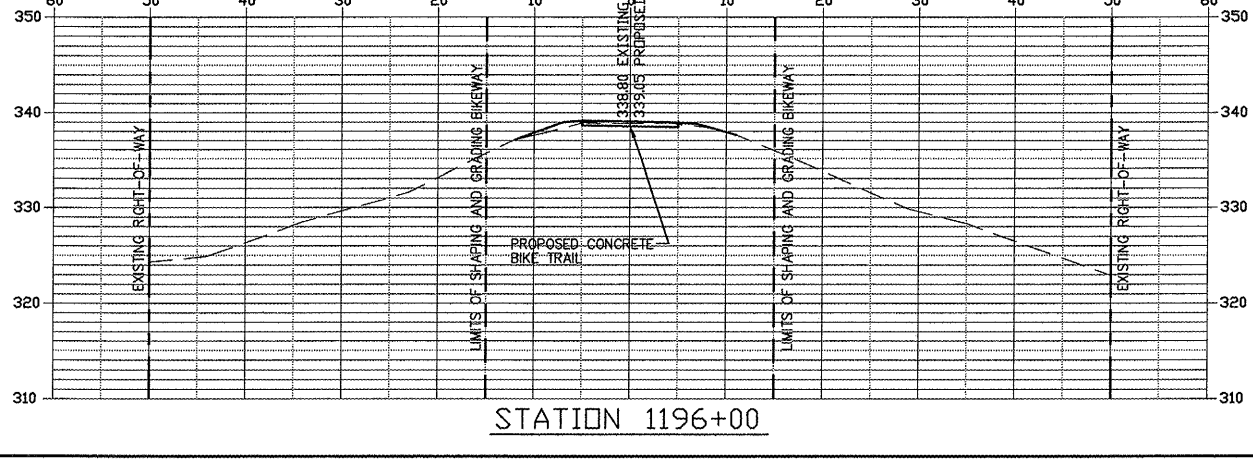 60 50 40 30 20 10 0 10 20 30 40 50 60
350 350
338.80 EXISTING
339.05 PROPOSED
340 340
EXISTING RIGHT-OF-WAY
LIMITS OF SHAPING AND GRADING BIKEWAY
LIMITS OF SHAPING AND GRADING BIKEWAY
EXISTING RIGHT-OF-WAY
330 330
PROPOSED CONCRETE
BIKE TRAIL
320 320
310 310
STATION 1196+00